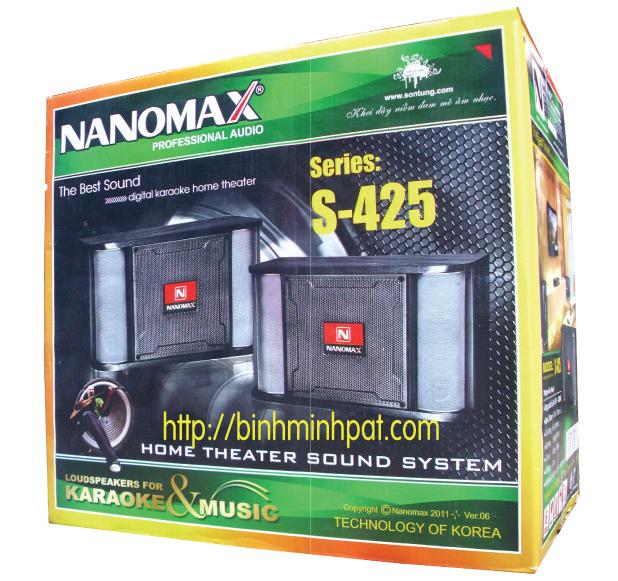 NANOMAX®
PROFESSIONAL AUDIO
www.sontung.com
Khơi dậy niềm đam mê âm nhạc.
The Best Sound
digital karaoke home theater
Series:
S-425
N
NANOMAX
N
NANOMAX
http://binhminhpat.com
HOME THEATER SOUND SYSTEM
LOUDSPEAKERS FOR
KARAOKE & MUSIC
Copyright © Nanomax 2011 -:- Ver.06
TECHNOLOGY OF KOREA